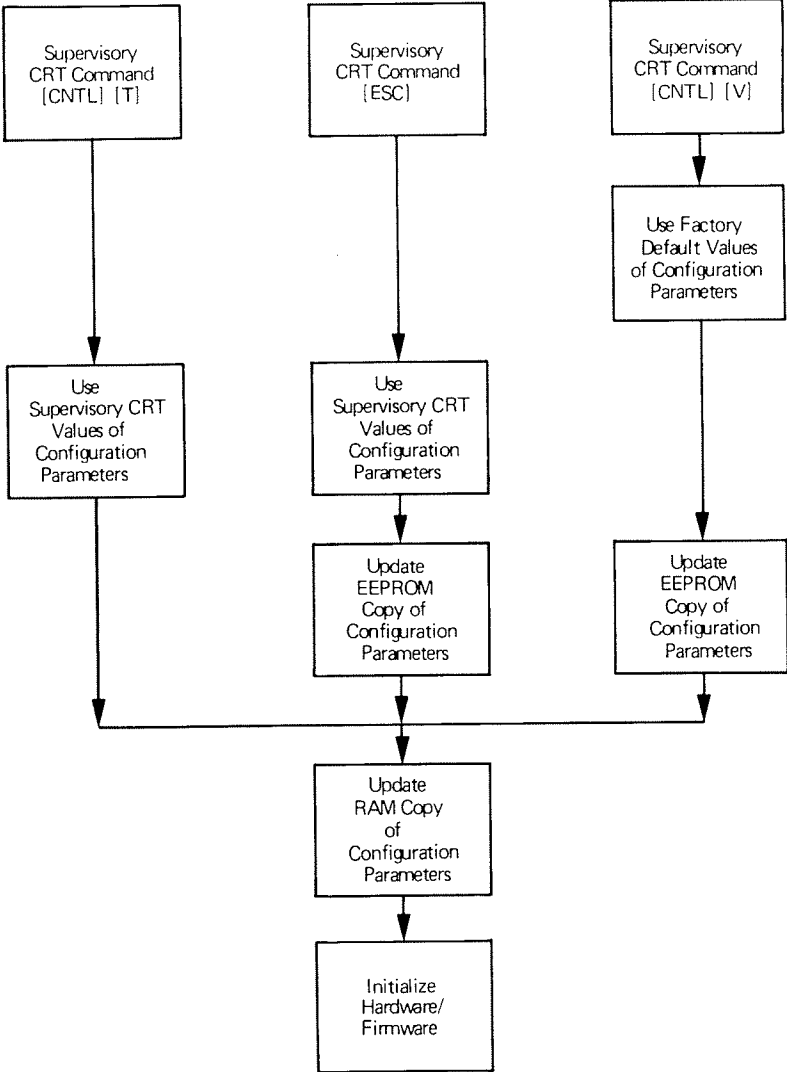 Supervisory
CRT Command
[CNTL] [T]
Supervisory
CRT Command
[ESC]
Supervisory
CRT Command
[CNTL] [V]
Use Factory
Default Values
of Configuration
Parameters
Use
Supervisory CRT
Values of
Configuration
Parameters
Use
Supervisory CRT
Values of
Configuration
Parameters
Update
EEPROM
Copy of
Configuration
Parameters
Update
EEPROM
Copy of
Configuration
Parameters
Update
RAM Copy
of
Configuration
Parameters
Initialize
Hardware/
Firmware